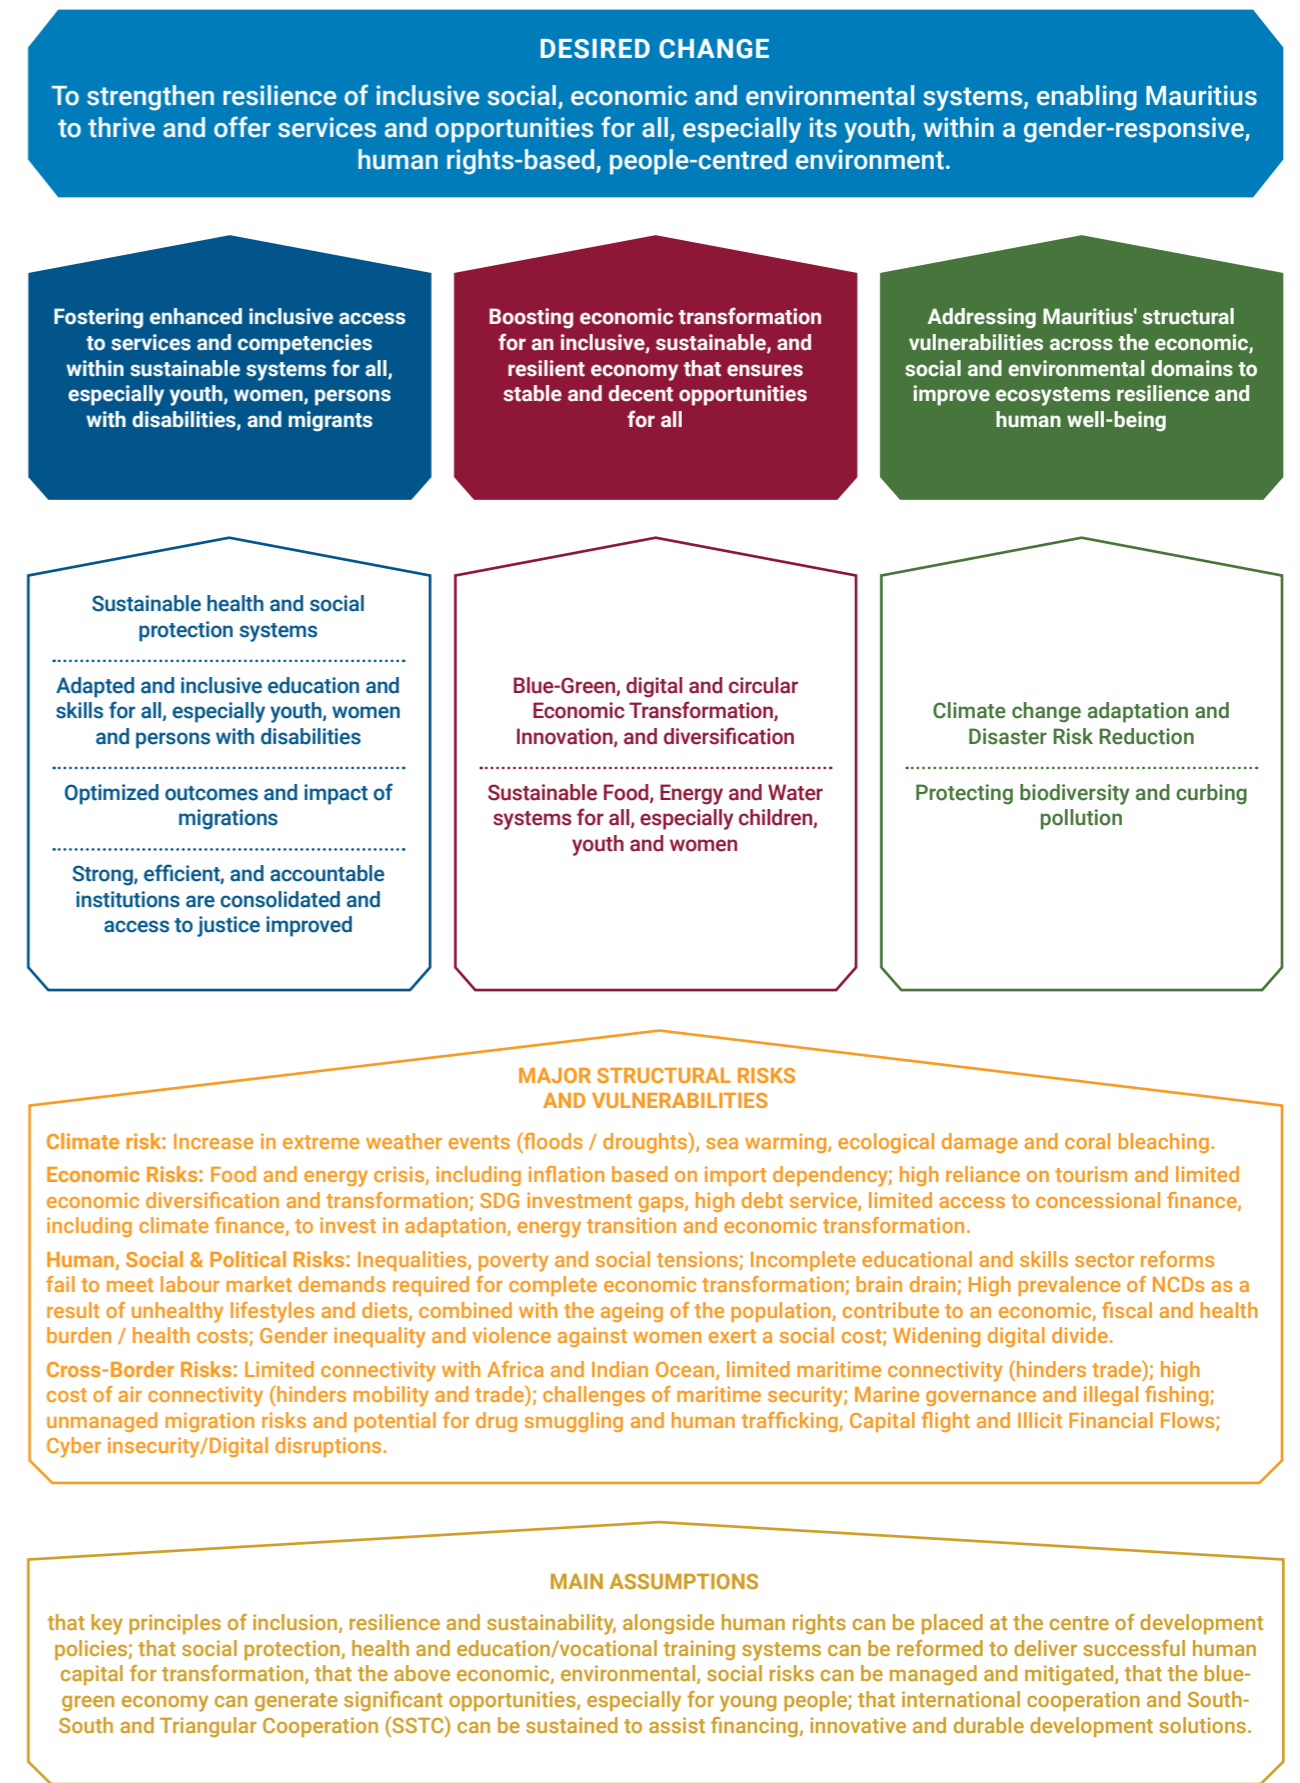 DESIRED CHANGE
To strengthen resilience of inclusive social, economic and environmental systems, enabling Mauritius
to thrive and offer services and opportunities for all, especially its youth, within a gender-responsive,
human rights-based, people-centred environment.
Fostering enhanced inclusive access
to services and competencies
within sustainable systems for all,
especially youth, women, persons
with disabilities, and migrants
Boosting economic transformation
for an inclusive, sustainable, and
resilient economy that ensures
stable and decent opportunities
for all
Addressing Mauritius' structural
vulnerabilities across the economic,
social and environmental domains to
improve ecosystems resilience and
human well-being
Sustainable health and social
protection systems
Adapted and inclusive education and
skills for all, especially youth, women
and persons with disabilities
Optimized outcomes and impact of
migrations
Strong, efficient, and accountable
institutions are consolidated and
access to justice improved
Blue-Green, digital and circular
Economic Transformation,
Innovation, and diversification
Sustainable Food, Energy and Water
systems for all, especially children,
youth and women
Climate change adaptation and
Disaster Risk Reduction
Protecting biodiversity and curbing
pollution
MAJOR STRUCTURAL RISKS
AND VULNERABILITIES
Climate risk: Increase in extreme weather events (floods / droughts), sea warming, ecological damage and coral bleaching.
Economic Risks: Food and energy crisis, including inflation based on import dependency; high reliance on tourism and limited
economic diversification and transformation; SDG investment gaps, high debt service, limited access to concessional finance,
including climate finance, to invest in adaptation, energy transition and economic transformation.
Human, Social & Political Risks: Inequalities, poverty and social tensions; Incomplete educational and skills sector reforms
fail to meet labour market demands required for complete economic transformation; brain drain; High prevalence of NCDs as a
result of unhealthy lifestyles and diets, combined with the ageing of the population, contribute to an economic, fiscal and health
burden / health costs; Gender inequality and violence against women exert a social cost; Widening digital divide.
Cross-Border Risks: Limited connectivity with Africa and Indian Ocean, limited maritime connectivity (hinders trade); high
cost of air connectivity (hinders mobility and trade); challenges of maritime security; Marine governance and illegal fishing;
unmanaged migration risks and potential for drug smuggling and human trafficking, Capital flight and Illicit Financial Flows;
Cyber insecurity/Digital disruptions.
MAIN ASSUMPTIONS
that key principles of inclusion, resilience and sustainability, alongside human rights can be placed at the centre of development
policies; that social protection, health and education/vocational training systems can be reformed to deliver successful human
capital for transformation, that the above economic, environmental, social risks can be managed and mitigated, that the blue-
green economy can generate significant opportunities, especially for young people; that international cooperation and South-
South and Triangular Cooperation (SSTC) can be sustained to assist financing, innovative and durable development solutions.